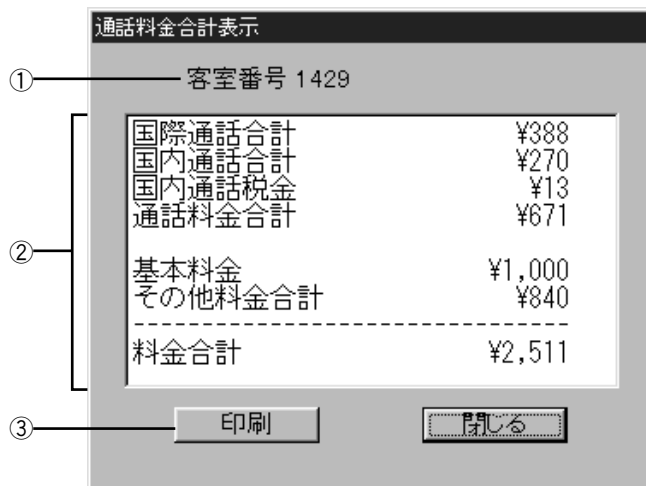 通話料金合計表示
① 客室番号 1429
②
国際通話合計 ¥388
国内通話合計 ¥270
国内通話税金 ¥13
通話料金合計 ¥671
基本料金 ¥1,000
その他料金合計 ¥840
--------------------------------
料金合計 ¥2,511
③ 印刷 閉じる